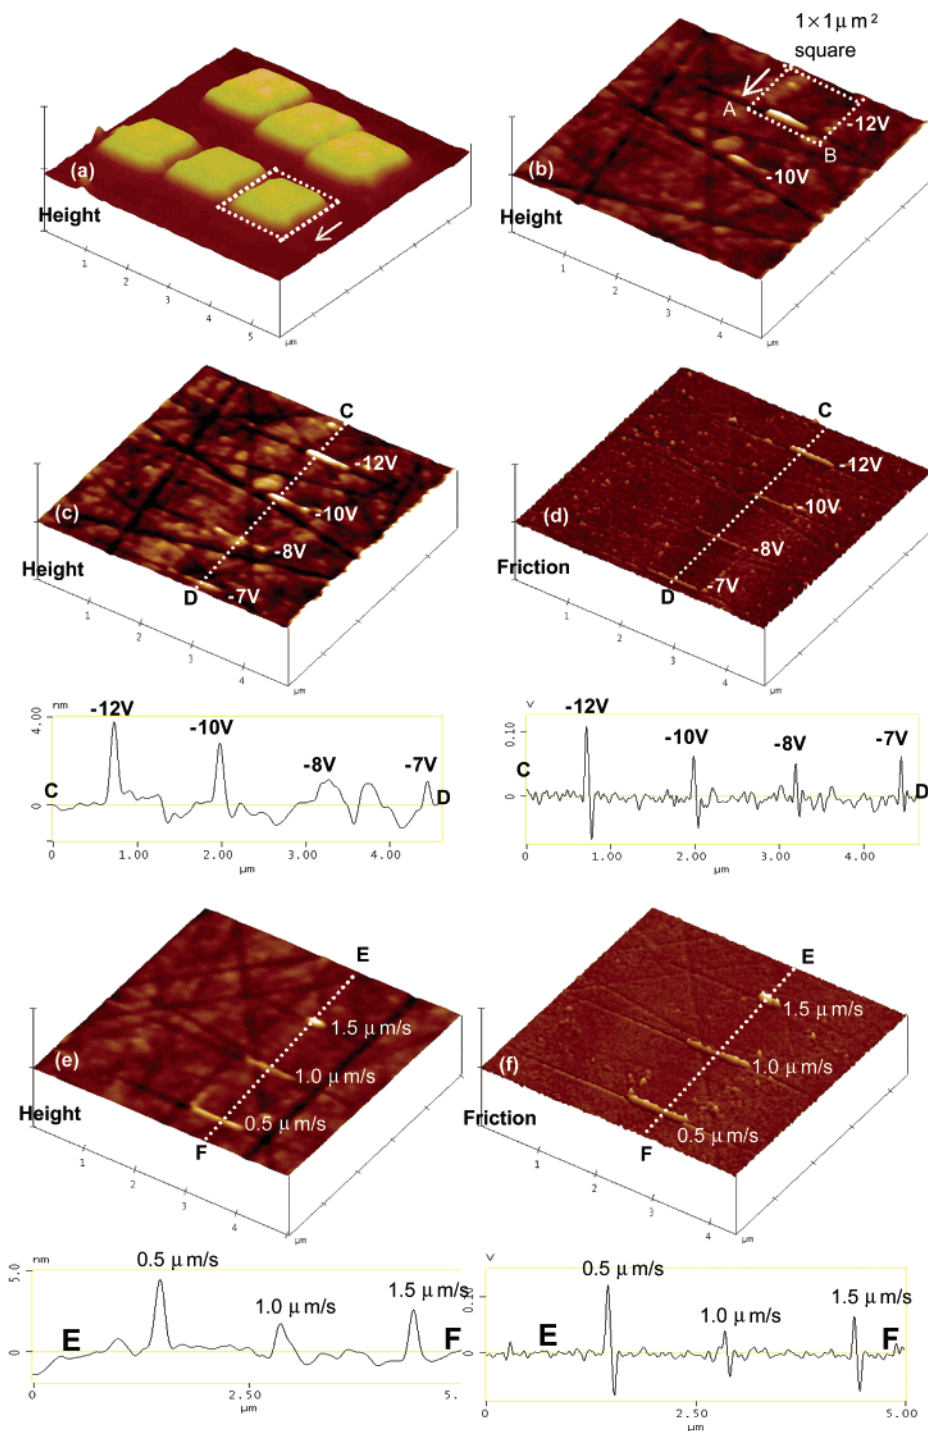 (a)
Height
1
2
3
4
5
μm
1×1μm²
square
A
B
-12V
-10V
(b)
Height
1
2
3
4
μm
C
-12V
-10V
-8V
-7V
D
(c)
Height
1
2
3
4
μm
C
-12V
-10V
-8V
-7V
D
(d)
Friction
1
2
3
4
μm
nm
4.00
0
-12V
-10V
-8V
-7V
C
D
0
1.00
2.00
3.00
4.00
μm
V
0.10
0
-12V
-10V
-8V
-7V
C
D
0
1.00
2.00
3.00
4.00
μm
E
1.5 μm/s
1.0 μm/s
0.5 μm/s
F
(e)
Height
1
2
3
4
μm
E
1.5 μm/s
1.0 μm/s
0.5 μm/s
F
(f)
Friction
1
2
3
4
μm
nm
5.0
0
0.5 μm/s
1.0 μm/s
1.5 μm/s
E
F
0
2.50
5.0
μm
V
0.10
0
0.5 μm/s
1.0 μm/s
1.5 μm/s
E
F
0
2.50
5.00
μm